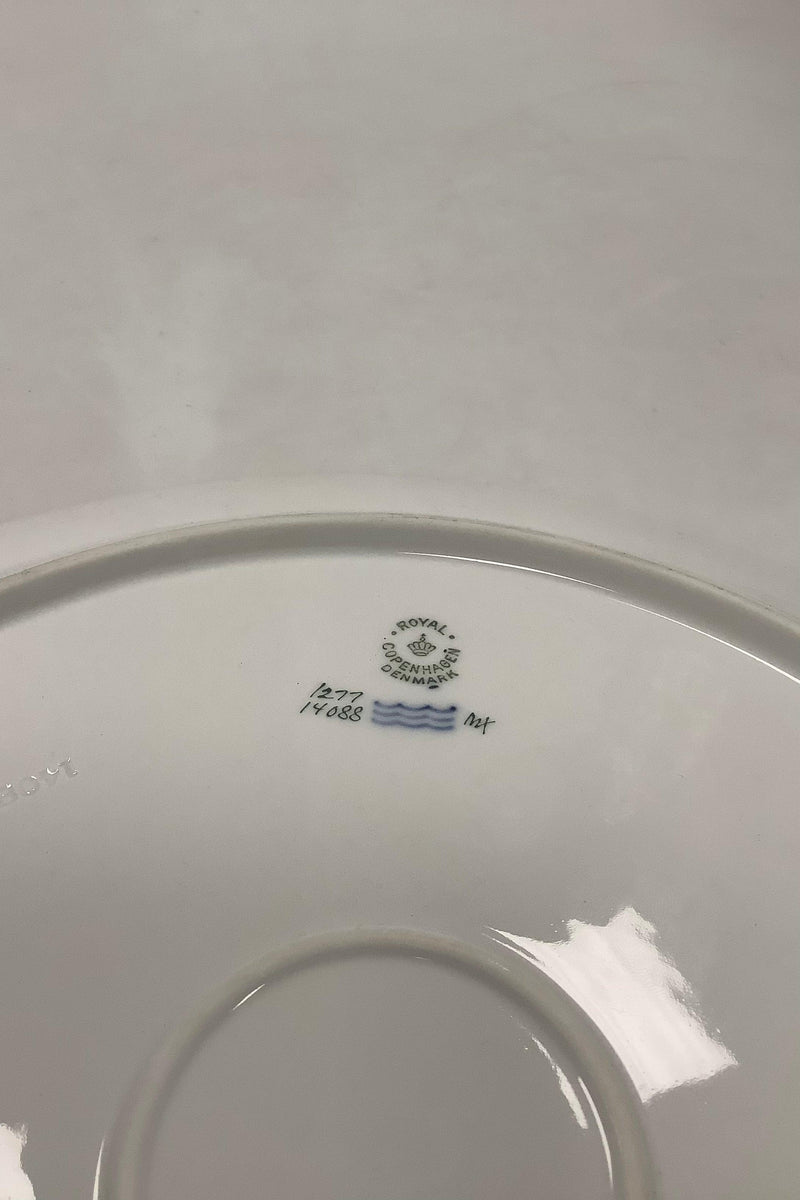 ROYAL
COPENHAGEN
DENMARK
1277
14088